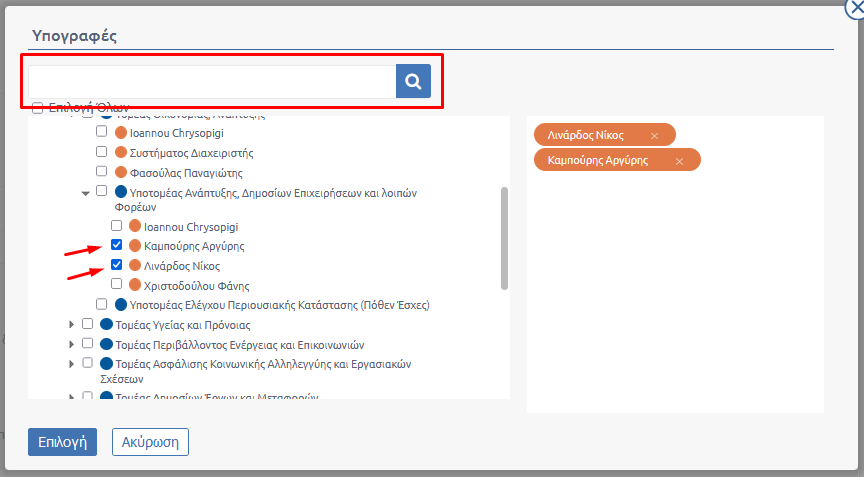 Υπογραφές
Επιλογή Όλων
Τομέας Οικονομίας, Ανάπτυξης
Ioannou Chrysopigi
Συστήματος Διαχειριστής
Φασούλας Παναγιώτης
Υποτομέας Ανάπτυξης, Δημοσίων Επιχειρήσεων και λοιπών
Φορέων
Ioannou Chrysopigi
Καμπούρης Αργύρης
Λινάρδος Νίκος
Χριστοδούλου Φάνης
Υποτομέας Ελέγχου Περιουσιακής Κατάστασης (Πόθεν Έσχες)
Τομέας Υγείας και Πρόνοιας
Τομέας Περιβάλλοντος Ενέργειας και Επικοινωνιών
Τομέας Ασφάλισης Κοινωνικής Αλληλεγγύης και Εργασιακών
Σχέσεων
Τομέας Δημοσίων Έργων και Μεταφορών
Λινάρδος Νίκος ×
Καμπούρης Αργύρης ×
Επιλογή
Ακύρωση